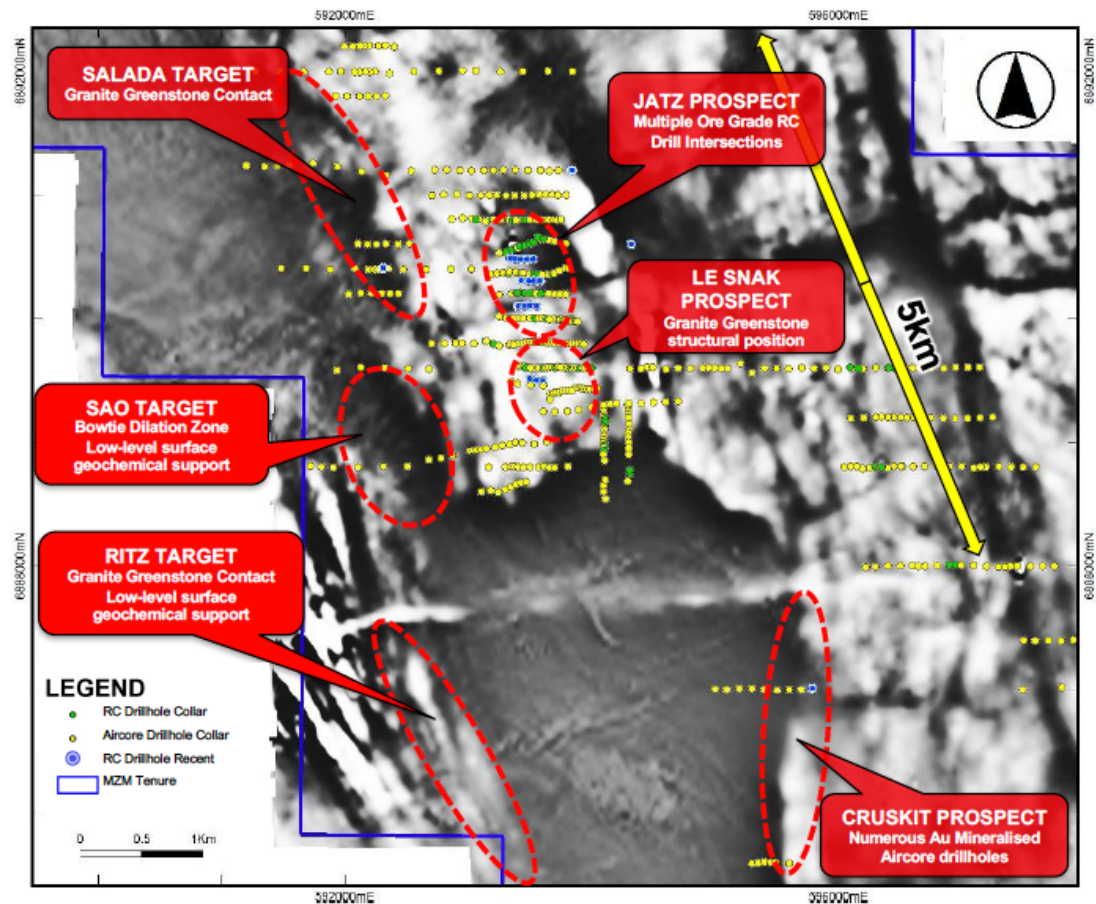 592000mE
596000mE
6892000mN
6892000mN
SALADA TARGET
Granite Greenstone Contact
JATZ PROSPECT
Multiple Ore Grade RC
Drill Intersections
LE SNAK
PROSPECT
Granite Greenstone
structural position
5km
SAO TARGET
Bowtie Dilation Zone
Low-level surface
geochemical support
6888000mN
6888000mN
RITZ TARGET
Granite Greenstone Contact
Low-level surface
geochemical support
LEGEND
RC Drillhole Collar
Aircore Drillhole Collar
RC Drillhole Recent
MZM Tenure
0 0.5 1Km
CRUSKIT PROSPECT
Numerous Au Mineralised
Aircore drillholes
592000mE
596000mE